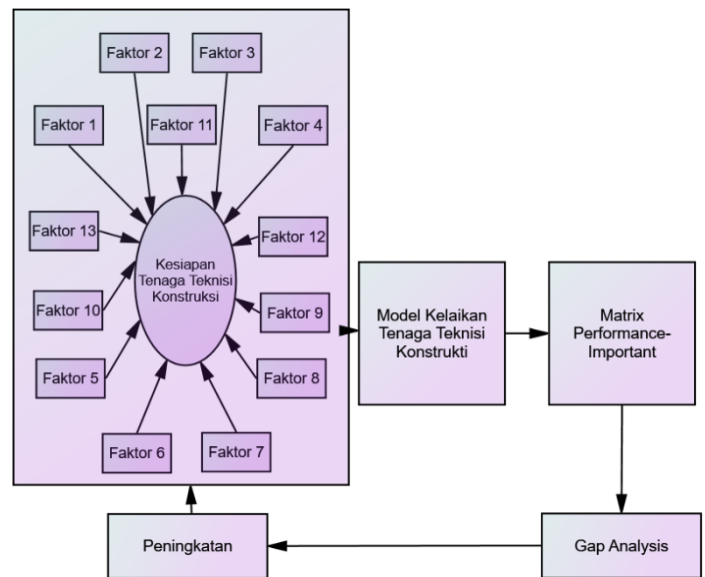 Faktor 2
Faktor 3
Faktor 1
Faktor 11
Faktor 4
Faktor 13
Faktor 12
Kesiapan
Tenaga Teknisi
Konstruksi
Faktor 10
Faktor 9
Faktor 5
Faktor 8
Faktor 6
Faktor 7
Model Kelaikan
Tenaga Teknisi
Konstrukti
Matrix
Performance-
Important
Peningkatan
Gap Analysis